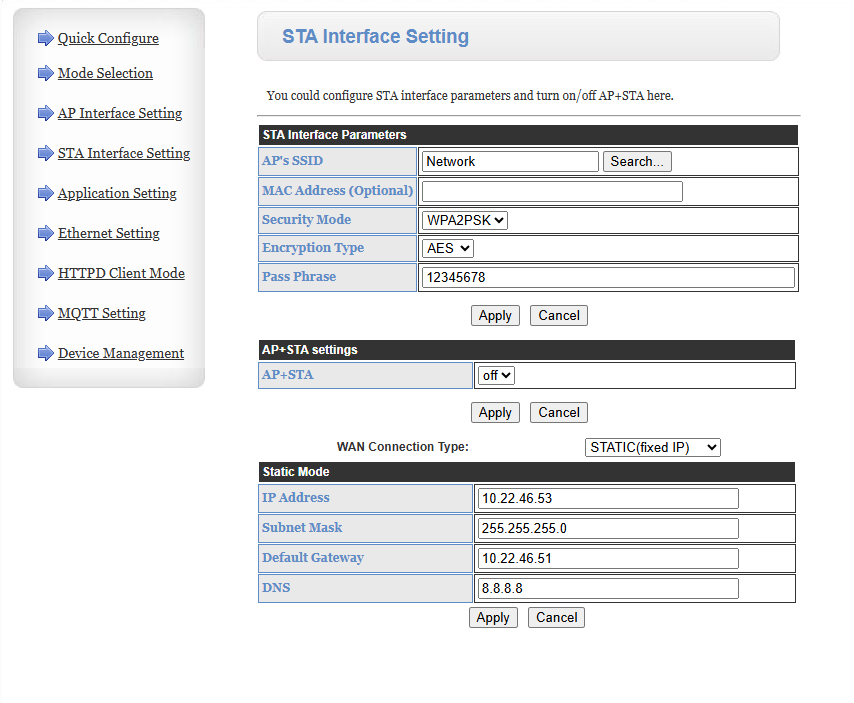 Quick Configure
Mode Selection
AP Interface Setting
STA Interface Setting
Application Setting
Ethernet Setting
HTTPD Client Mode
MQTT Setting
Device Management
STA Interface Setting
You could configure STA interface parameters and turn on/off AP+STA here.
STA Interface Parameters
AP's SSID Network Search...
MAC Address (Optional)
Security Mode WPA2PSK
Encryption Type AES
Pass Phrase 12345678
Apply Cancel
AP+STA settings
AP+STA off
Apply Cancel
WAN Connection Type: STATIC(fixed IP)
Static Mode
IP Address 10.22.46.53
Subnet Mask 255.255.255.0
Default Gateway 10.22.46.51
DNS 8.8.8.8
Apply Cancel